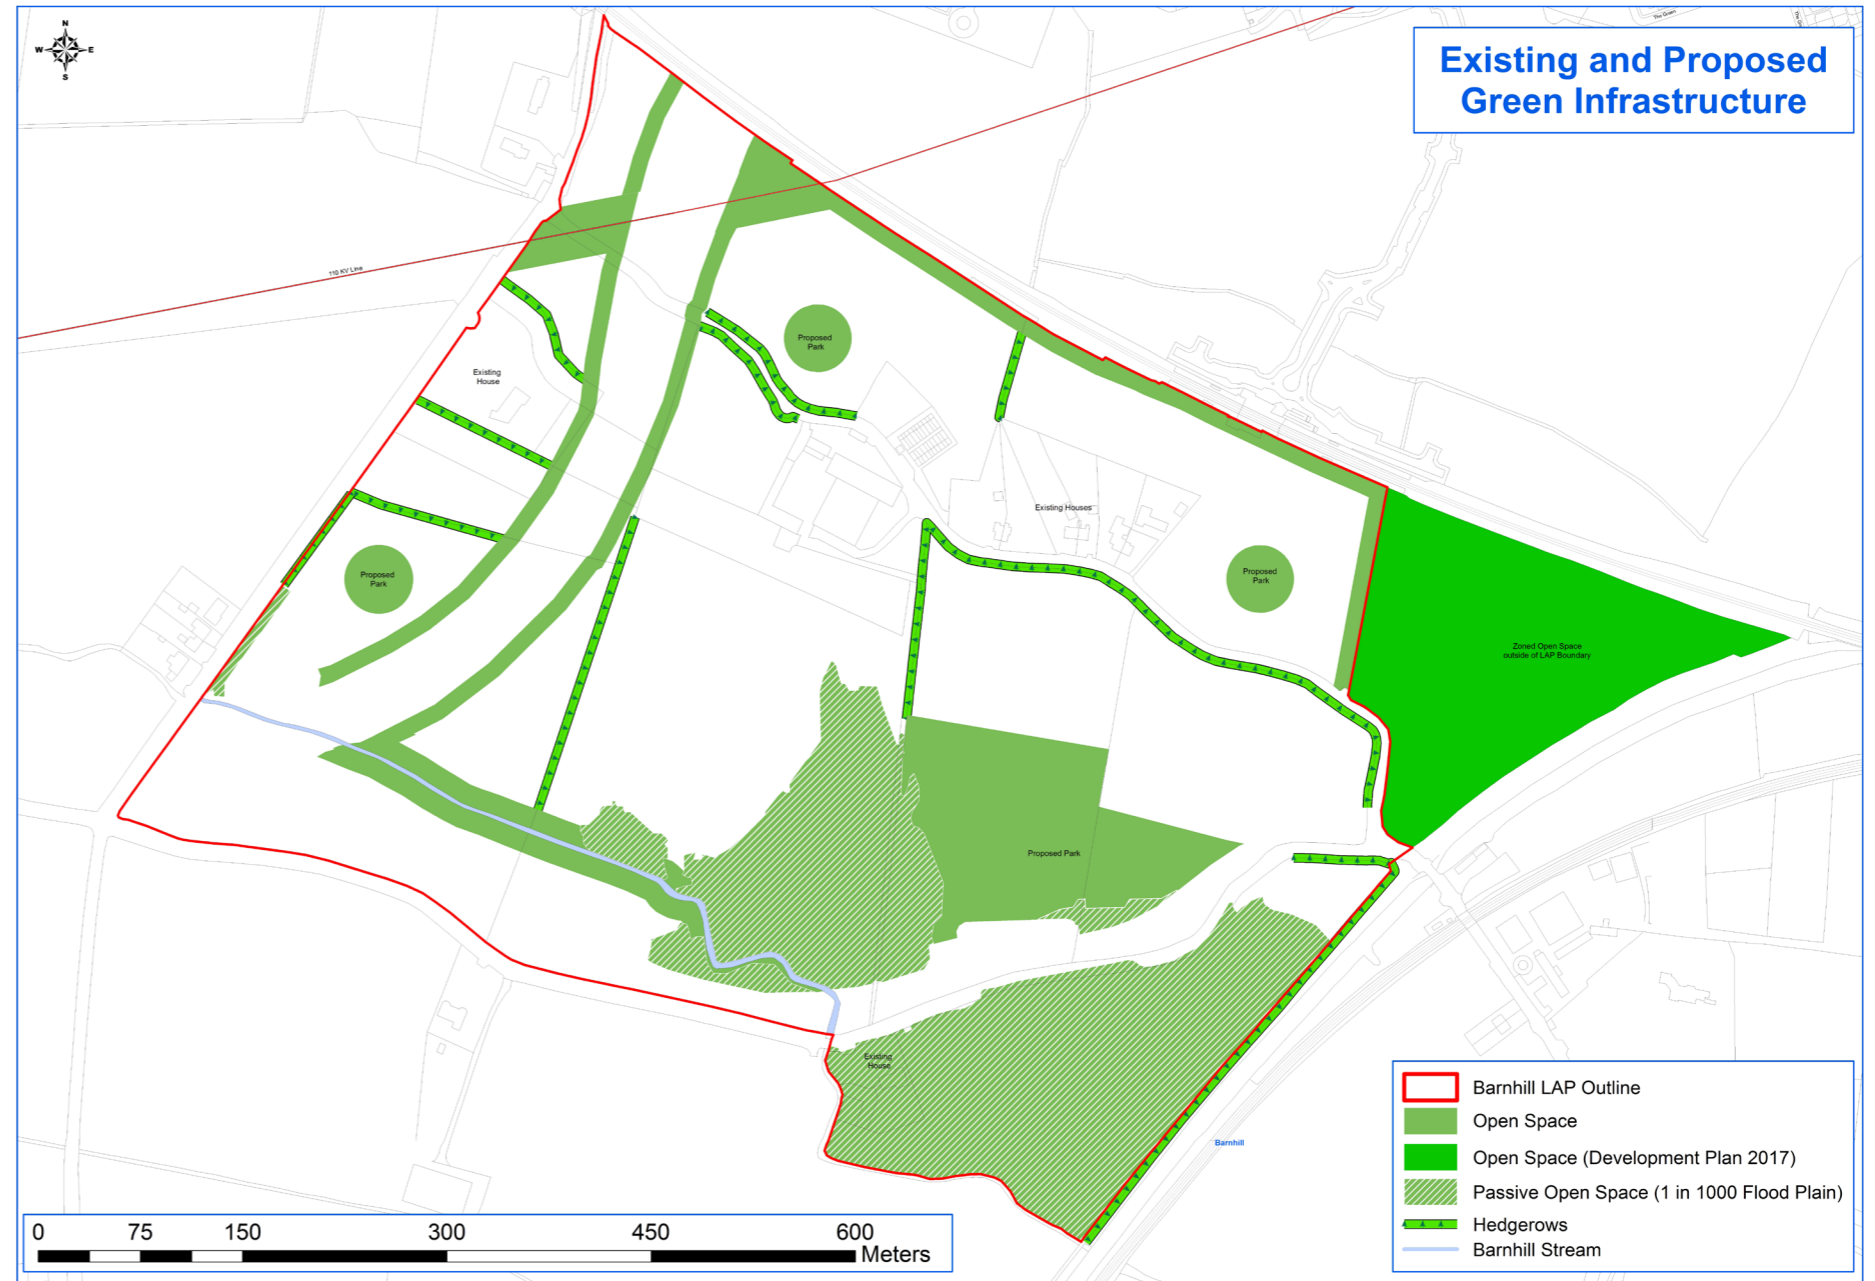 N
W E
S
The Green
Existing and Proposed
Green Infrastructure
110 KV Line
Proposed
Park
Existing
House
Existing Houses
Proposed
Park
Proposed
Park
Zoned Open Space
outside of LAP Boundary
Proposed Park
Existing
House
Barnhill
Barnhill LAP Outline
Open Space
Open Space (Development Plan 2017)
Passive Open Space (1 in 1000 Flood Plain)
Hedgerows
Barnhill Stream
0 75 150 300 450 600
Meters